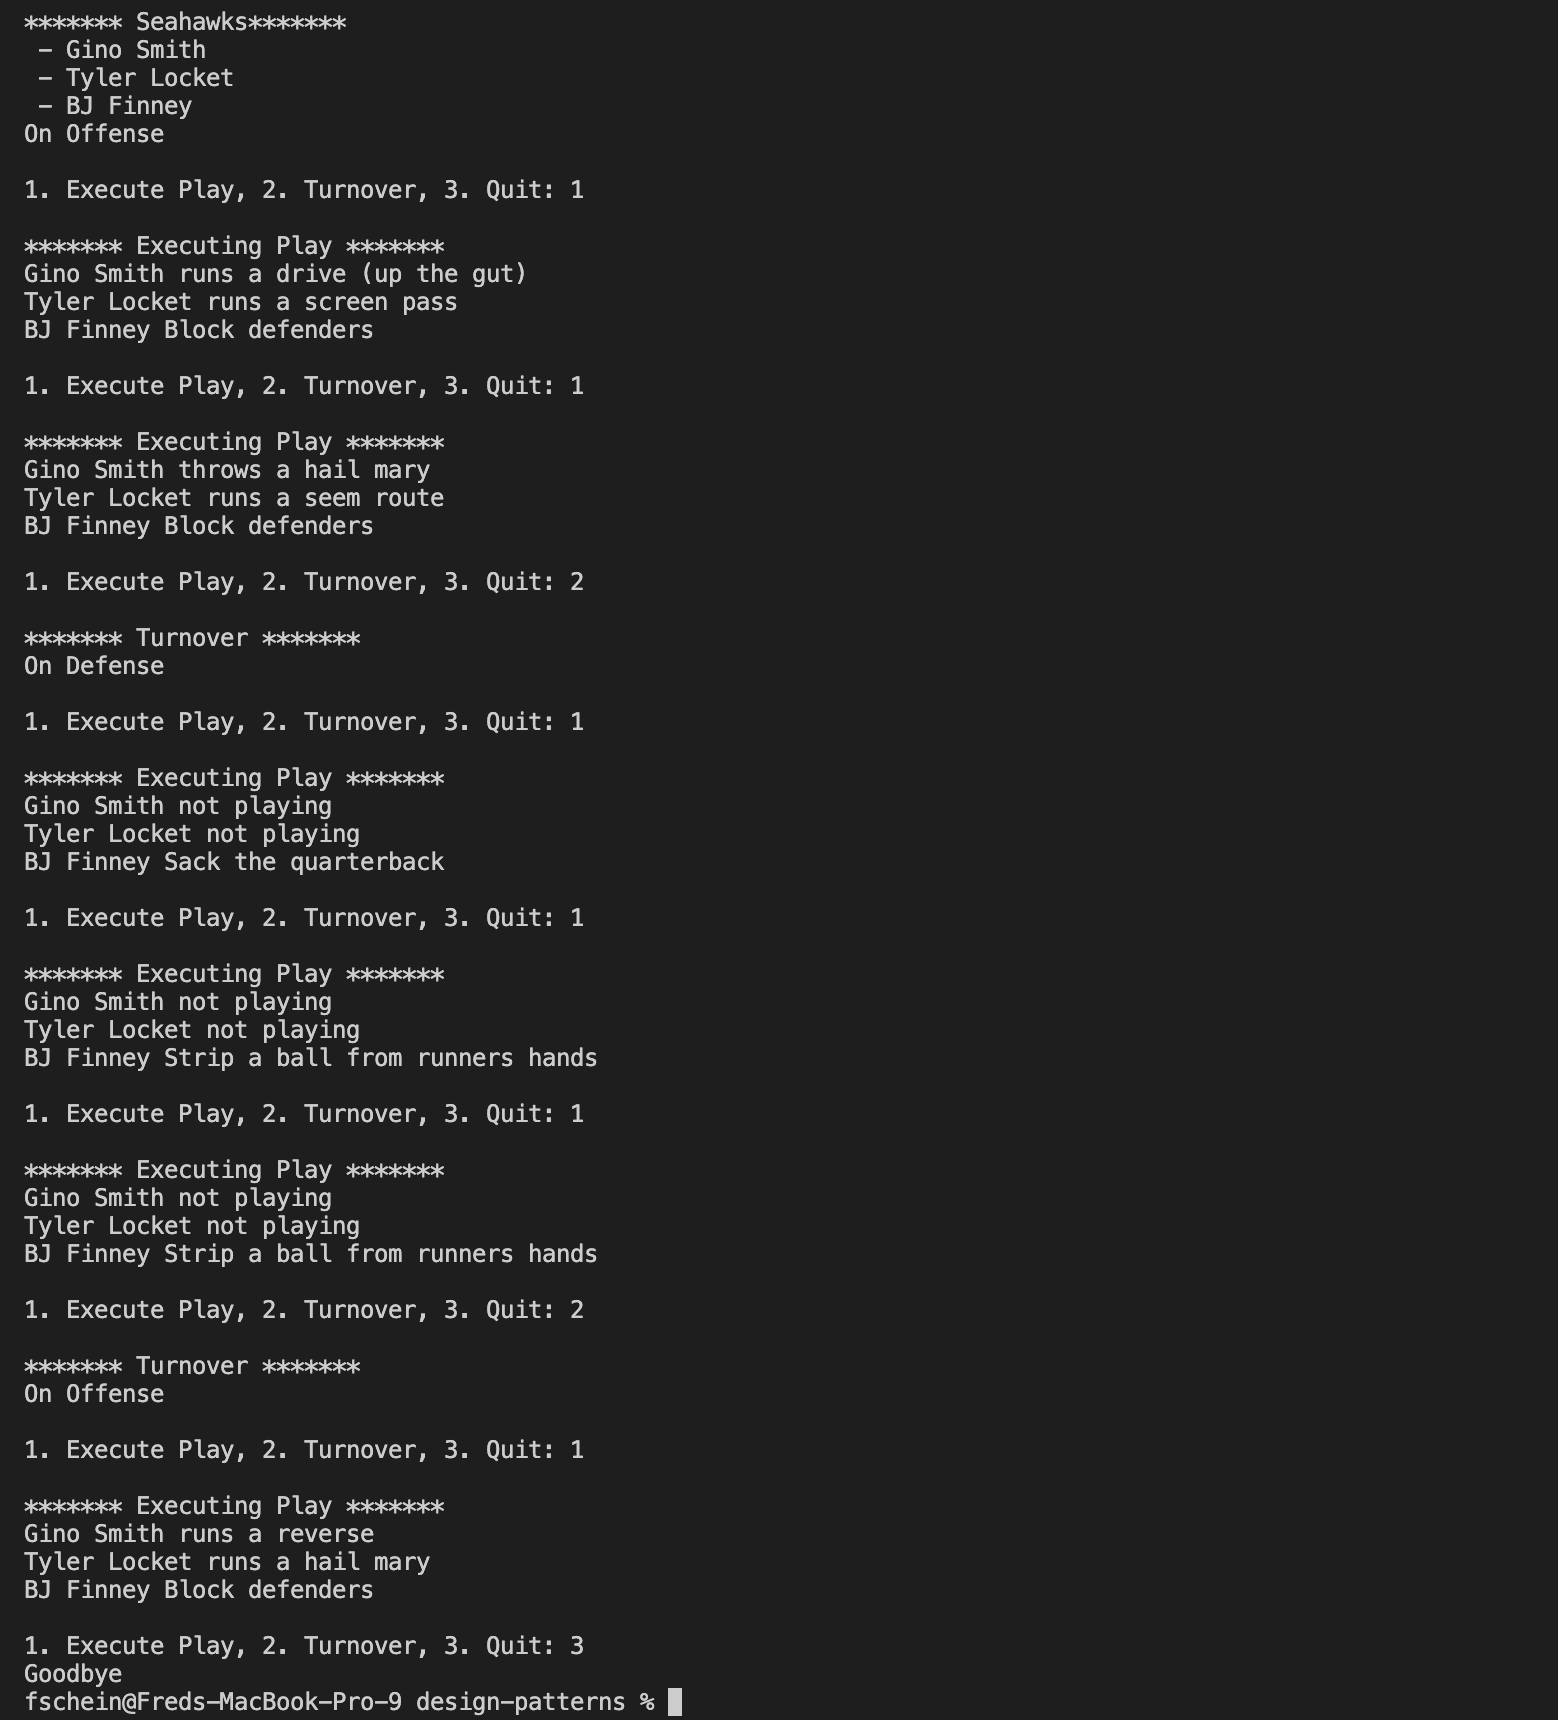 ******* Seahawks*******
 - Gino Smith
 - Tyler Locket
 - BJ Finney
On Offense

1. Execute Play, 2. Turnover, 3. Quit: 1

******* Executing Play *******
Gino Smith runs a drive (up the gut)
Tyler Locket runs a screen pass
BJ Finney Block defenders

1. Execute Play, 2. Turnover, 3. Quit: 1

******* Executing Play *******
Gino Smith throws a hail mary
Tyler Locket runs a seem route
BJ Finney Block defenders

1. Execute Play, 2. Turnover, 3. Quit: 2

******* Turnover *******
On Defense

1. Execute Play, 2. Turnover, 3. Quit: 1

******* Executing Play *******
Gino Smith not playing
Tyler Locket not playing
BJ Finney Sack the quarterback

1. Execute Play, 2. Turnover, 3. Quit: 1

******* Executing Play *******
Gino Smith not playing
Tyler Locket not playing
BJ Finney Strip a ball from runners hands

1. Execute Play, 2. Turnover, 3. Quit: 1

******* Executing Play *******
Gino Smith not playing
Tyler Locket not playing
BJ Finney Strip a ball from runners hands

1. Execute Play, 2. Turnover, 3. Quit: 2

******* Turnover *******
On Offense

1. Execute Play, 2. Turnover, 3. Quit: 1

******* Executing Play *******
Gino Smith runs a reverse
Tyler Locket runs a hail mary
BJ Finney Block defenders

1. Execute Play, 2. Turnover, 3. Quit: 3
Goodbye
fschein@Freds-MacBook-Pro-9 design-patterns %